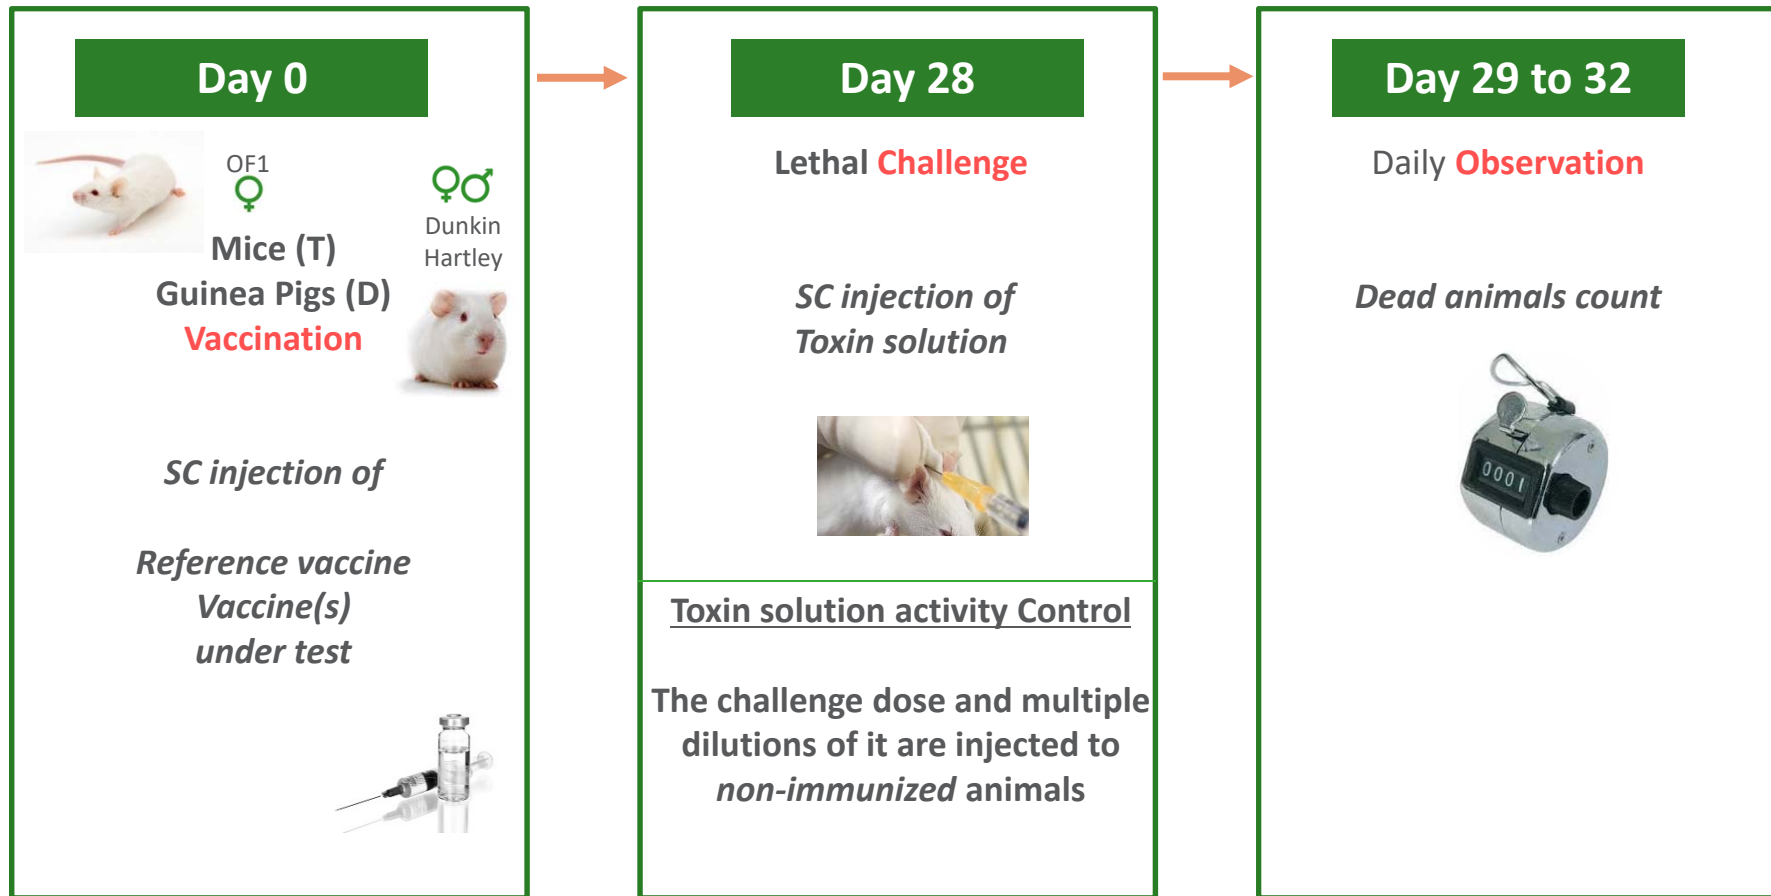 Day 0
OF1
Dunkin
Hartley
Mice (T)
Guinea Pigs (D)
Vaccination
SC injection of
Reference vaccine
Vaccine(s)
under test
Day 28
Lethal Challenge
SC injection of
Toxin solution
Toxin solution activity Control
The challenge dose and multiple
dilutions of it are injected to
non-immunized animals
Day 29 to 32
Daily Observation
Dead animals count
0001